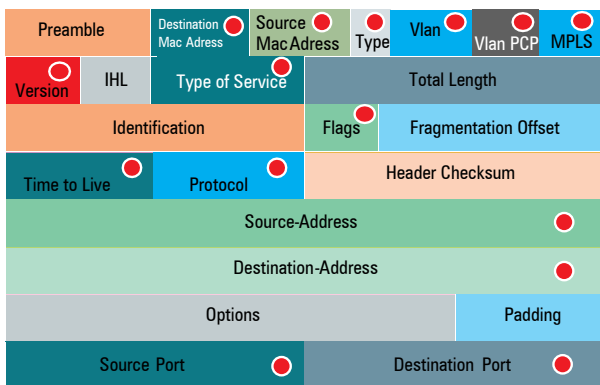 Preamble
Destination
Mac Adress
Source
Mac Adress
Type
Vlan
Vlan PCP
MPLS
Version
IHL
Type of Service
Total Length
Identification
Flags
Fragmentation Offset
Time to Live
Protocol
Header Checksum
Source-Address
Destination-Address
Options
Padding
Source Port
Destination Port